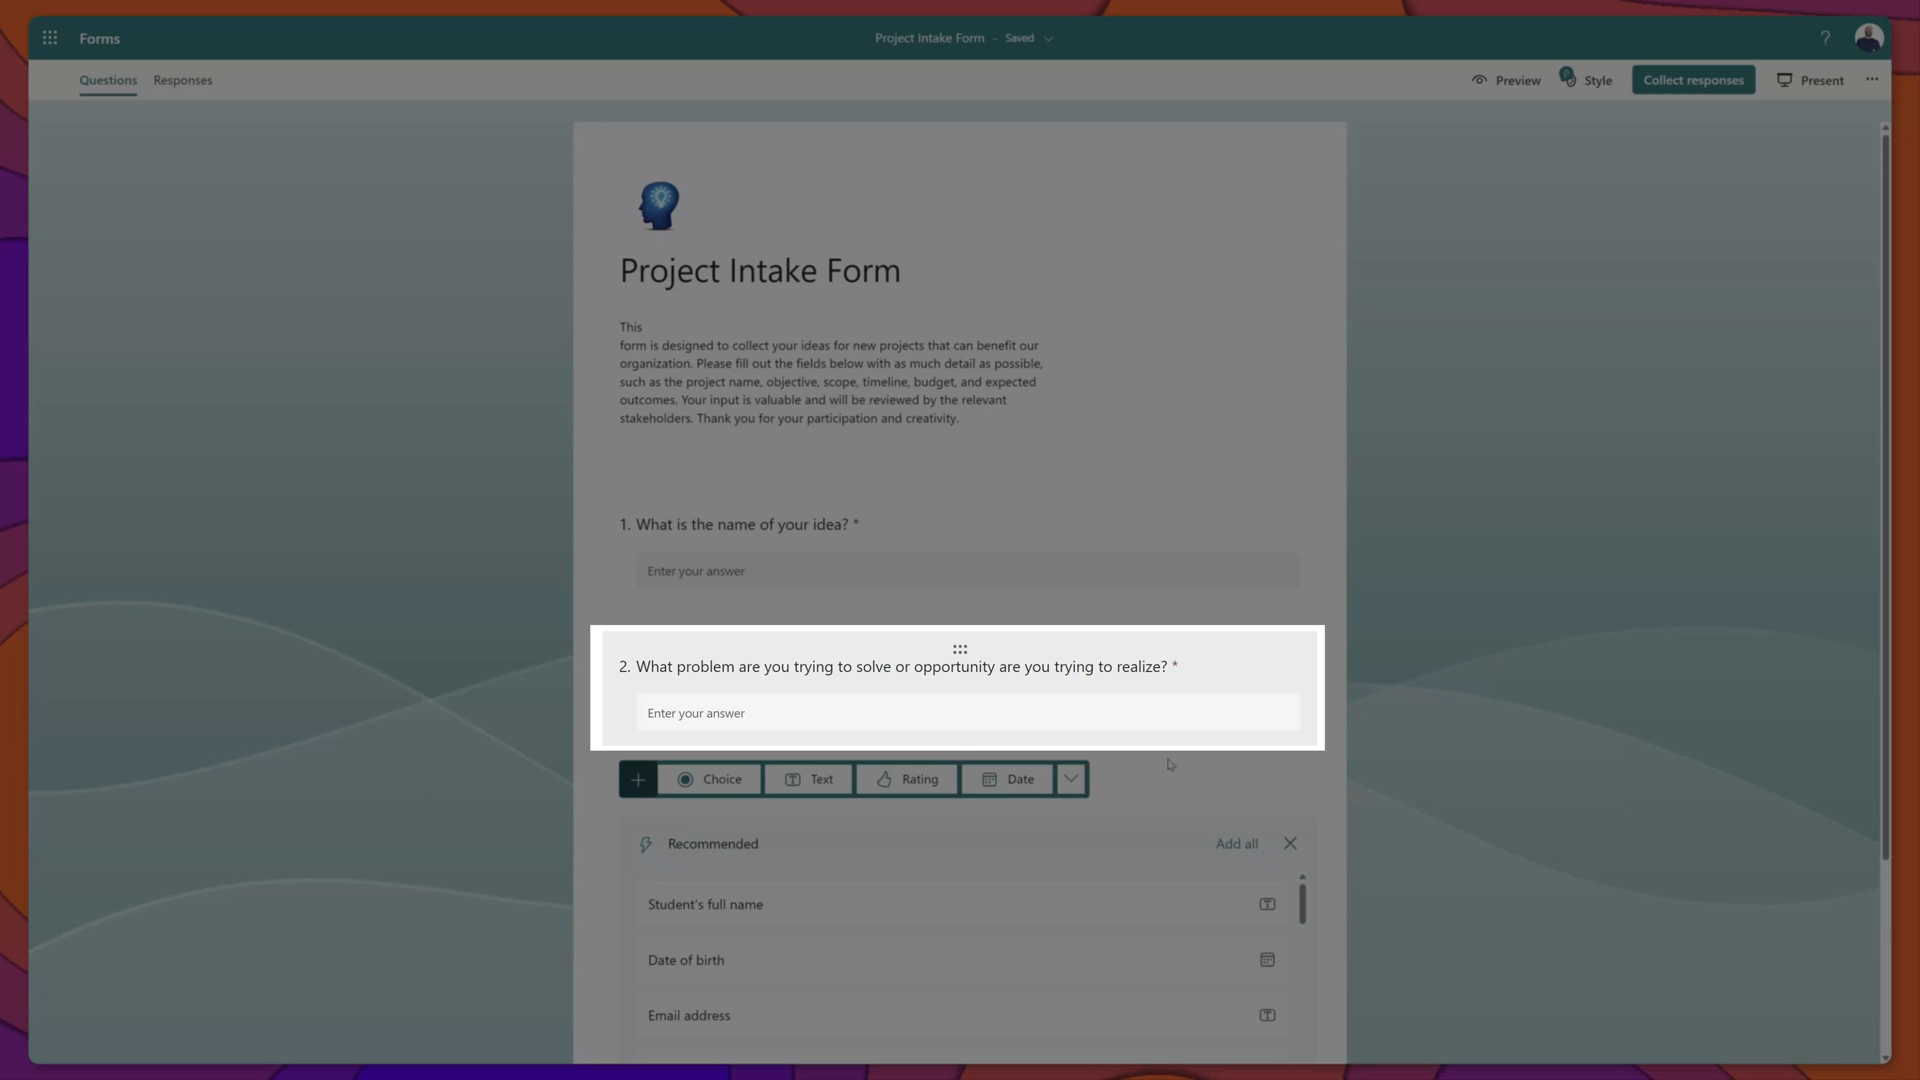 Forms
Project Intake Form - Saved
?
Questions
Responses
Preview
Style
Collect responses
Present
Project Intake Form
This
form is designed to collect your ideas for new projects that can benefit our
organization. Please fill out the fields below with as much detail as possible,
such as the project name, objective, scope, timeline, budget, and expected
outcomes. Your input is valuable and will be reviewed by the relevant
stakeholders. Thank you for your participation and creativity.
1. What is the name of your idea? *
Enter your answer
2. What problem are you trying to solve or opportunity are you trying to realize? *
Enter your answer
Choice
Text
Rating
Date
Recommended
Add all
Student's full name
Date of birth
Email address